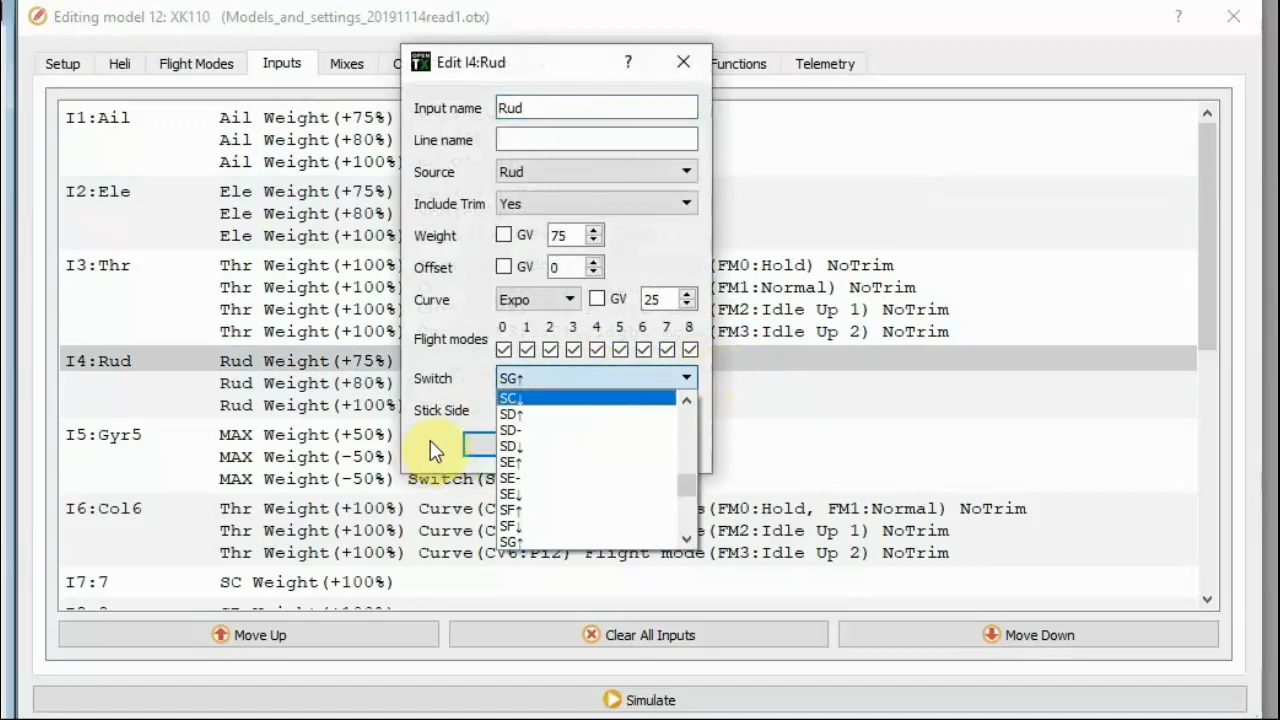 Editing model 12: XK110 (Models_and_settings_20191114read1.otx)
?
Setup Heli Flight Modes Inputs Mixes Functions Telemetry
OPEN TX Edit I4:Rud ?
Input name Rud
Line name
Source Rud
Include Trim Yes
Weight GV 75
Offset GV 0
Curve Expo GV 25
0 1 2 3 4 5 6 7 8
Flight modes
Switch SG↑
Stick Side
SC↓
SD↑
SD-
SD↓
SE↑
SE-
SE↓
SF↑
SF↓
SG↑
I1:Ail Ail Weight(+75%)
Ail Weight(+80%)
Ail Weight(+100%)
I2:Ele Ele Weight(+75%)
Ele Weight(+80%)
Ele Weight(+100%)
I3:Thr Thr Weight(+100%) (FM0:Hold) NoTrim
Thr Weight(+100%) (FM1:Normal) NoTrim
Thr Weight(+100%) (FM2:Idle Up 1) NoTrim
Thr Weight(+100%) (FM3:Idle Up 2) NoTrim
I4:Rud Rud Weight(+75%)
Rud Weight(+80%)
Rud Weight(+100%)
I5:Gyr5 MAX Weight(+50%)
MAX Weight(-50%)
MAX Weight(-50%) Switch(S
I6:Col6 Thr Weight(+100%) Curve(C s(FM0:Hold, FM1:Normal) NoTrim
Thr Weight(+100%) Curve(C (FM2:Idle Up 1) NoTrim
Thr Weight(+100%) Curve(CV6:Pi2) Flight mode(FM3:Idle Up 2) NoTrim
I7:7 SC Weight(+100%)
Move Up Clear All Inputs Move Down
Simulate